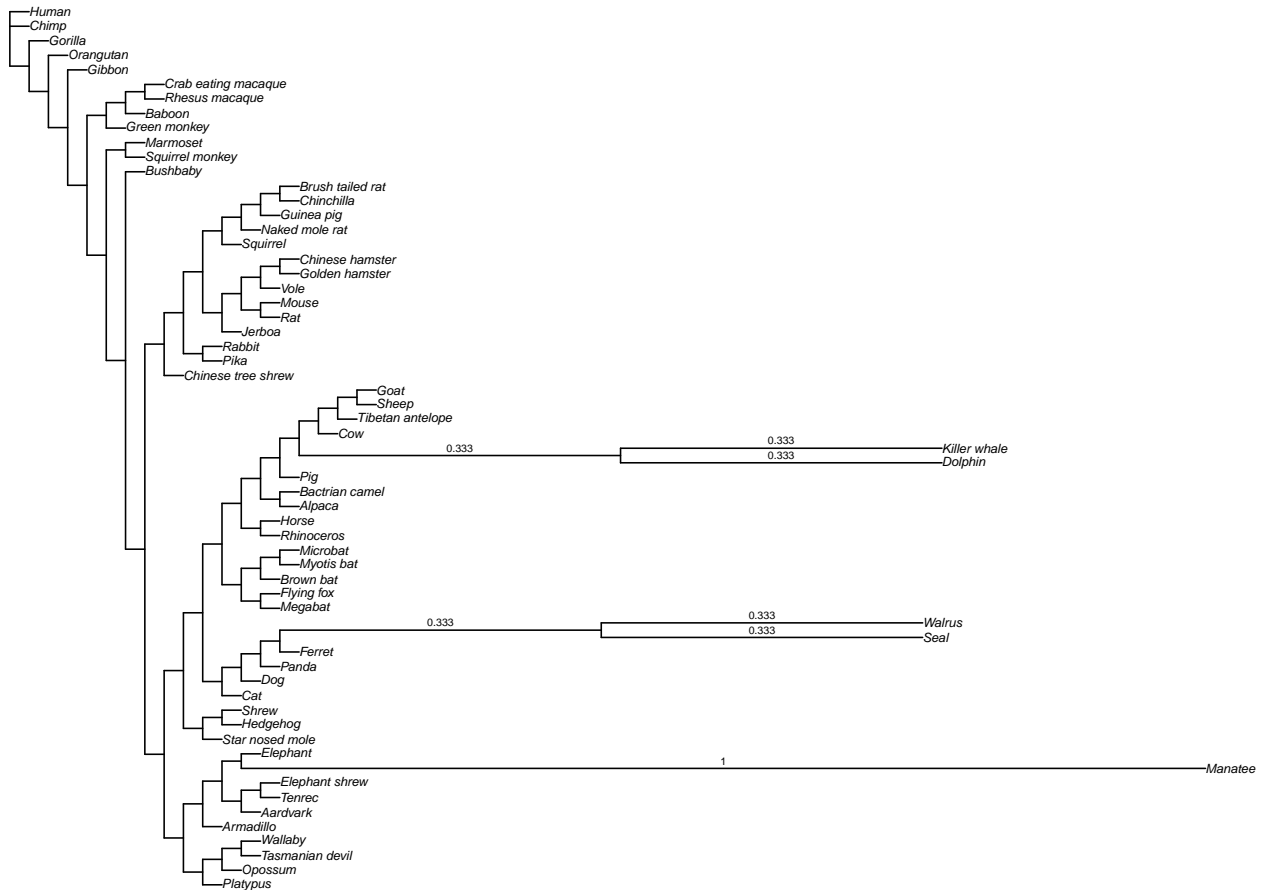 Human
Chimp
Gorilla
Orangutan
Gibbon
Crab eating macaque
Rhesus macaque
Baboon
Green monkey
Marmoset
Squirrel monkey
Bushbaby
Brush tailed rat
Chinchilla
Guinea pig
Naked mole rat
Squirrel
Chinese hamster
Golden hamster
Vole
Mouse
Rat
Jerboa
Rabbit
Pika
Chinese tree shrew
Goat
Sheep
Tibetan antelope
Cow
0.333
Killer whale
0.333
0.333
Dolphin
Pig
Bactrian camel
Alpaca
Horse
Rhinoceros
Microbat
Myotis bat
Brown bat
Flying fox
Megabat
0.333
Walrus
0.333
0.333
Seal
Ferret
Panda
Dog
Cat
Shrew
Hedgehog
Star nosed mole
Elephant
1
Manatee
Elephant shrew
Tenrec
Aardvark
Armadillo
Wallaby
Tasmanian devil
Opossum
Platypus